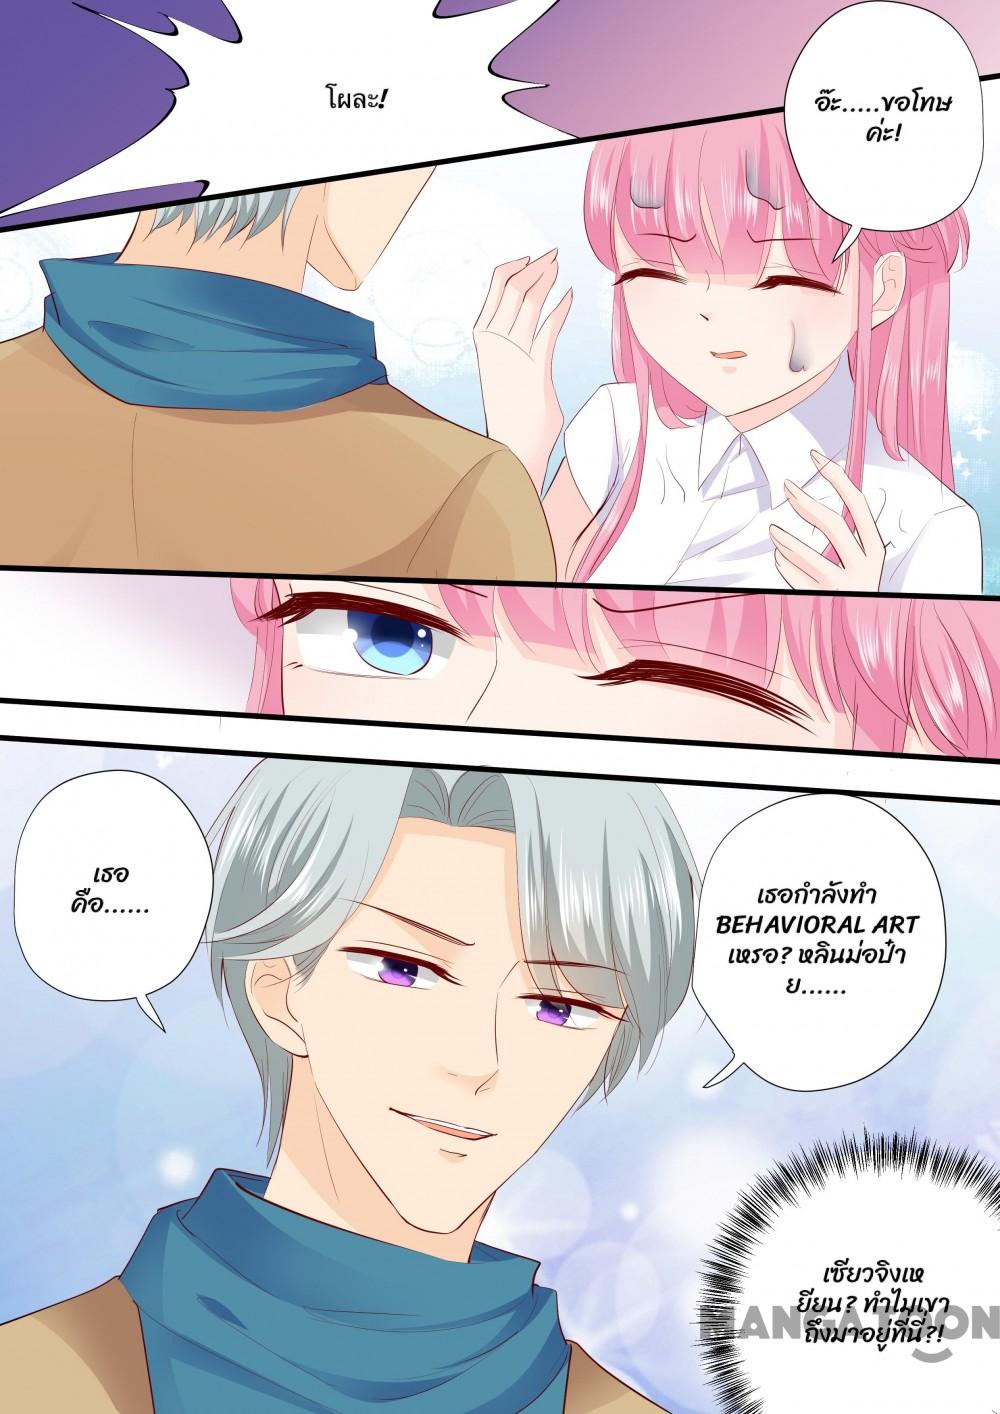 โผละ!
อ๊ะ.....ขอโทษ
ค่ะ!
เธอ
คือ......
เธอกำลังทำ
BEHAVIORAL ART
เหรอ? หลินม่อป๋า
ย......
เซียวจิงเห
ยียน? ทำไมเขา
ถึงมาอยู่ที่นี่?!
MANGATOON